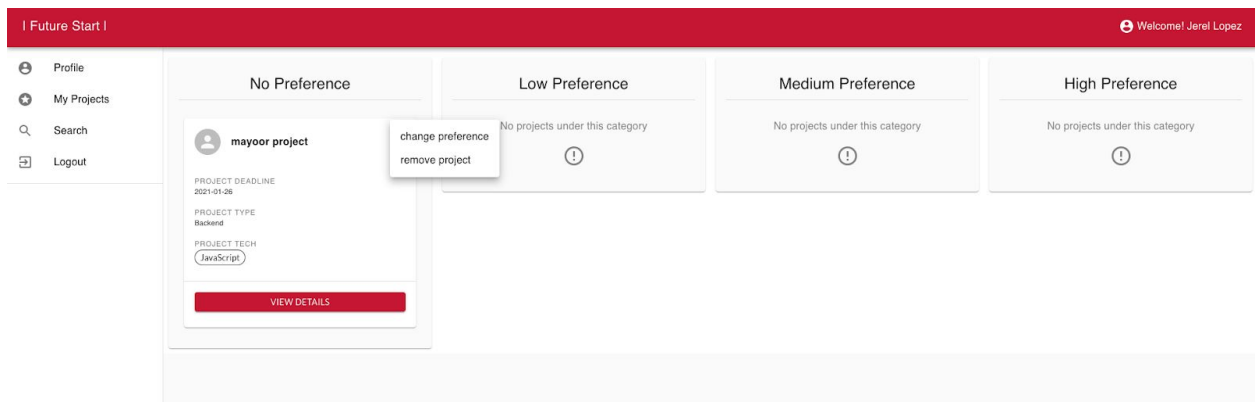 I Future Start I
Welcome! Jerel Lopez
Profile
My Projects
Search
Logout
No Preference
mayoor project
change preference
remove project
PROJECT DEADLINE
2021-01-26
PROJECT TYPE
Backend
PROJECT TECH
JavaScript
VIEW DETAILS
Low Preference
No projects under this category
Medium Preference
No projects under this category
High Preference
No projects under this category